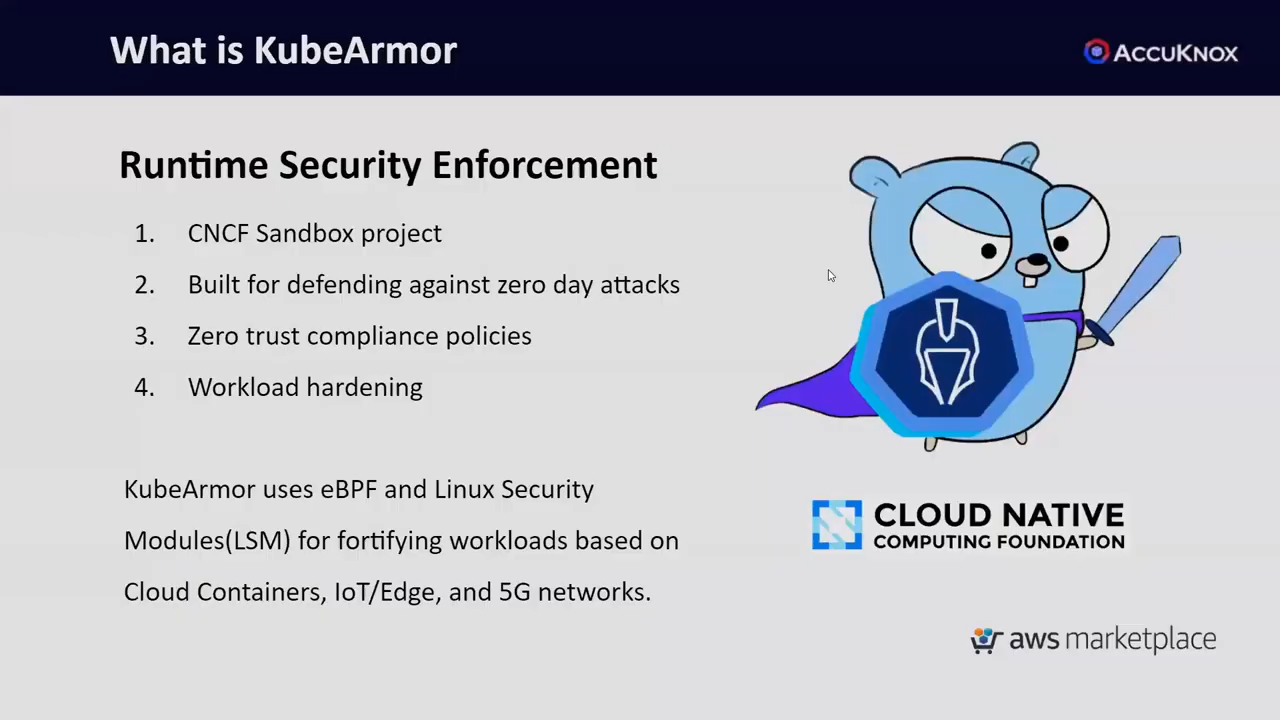 What is KubeArmor
ACCUKNOX
Runtime Security Enforcement
1. CNCF Sandbox project
2. Built for defending against zero day attacks
3. Zero trust compliance policies
4. Workload hardening
KubeArmor uses eBPF and Linux Security
Modules(LSM) for fortifying workloads based on
Cloud Containers, IoT/Edge, and 5G networks.
CLOUD NATIVE
COMPUTING FOUNDATION
aws marketplace